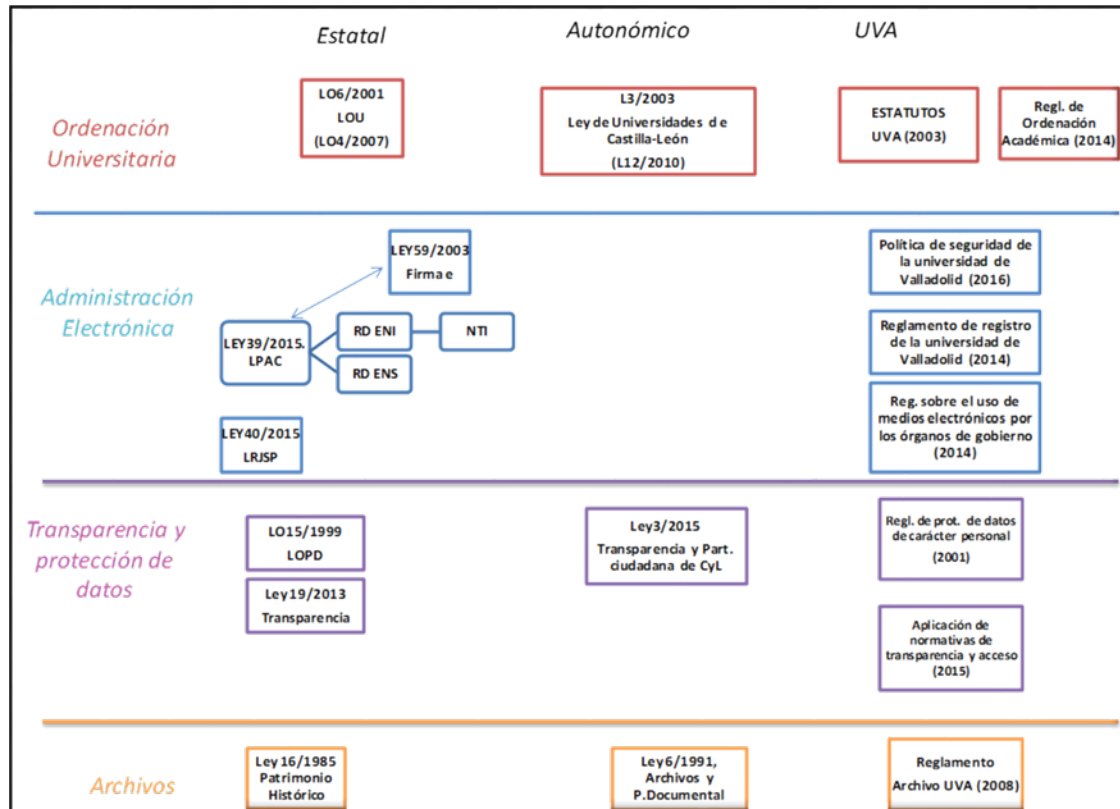 Estatal
Autonómico
UVA
Ordenación
Universitaria
LO6/2001
LOU
(LO4/2007)
L3/2003
Ley de Universidades de
Castilla-León
(L12/2010)
ESTATUTOS
UVA (2003)
Regl. de
Ordenación
Académica (2014)
Administración
Electrónica
LEY59/2003
Firma e
LEY39/2015.
LPAC
RD ENI
NTI
RD ENS
LEY40/2015
LRJSP
Política de seguridad de
la universidad de
Valladolid (2016)
Reglamento de registro
de la universidad de
Valladolid (2014)
Reg. sobre el uso de
medios electrónicos por
los órganos de gobierno
(2014)
Transparencia y
protección de
datos
LO15/1999
LOPD
Ley19/2013
Transparencia
Ley3/2015
Transparencia y Part.
ciudadana de CyL
Regl. de prot. de datos
de carácter personal
(2001)
Aplicación de
normativas de
transparencia y acceso
(2015)
Archivos
Ley 16/1985
Patrimonio
Histórico
Ley 6/1991,
Archivos y
P.Documental
Reglamento
Archivo UVA (2008)